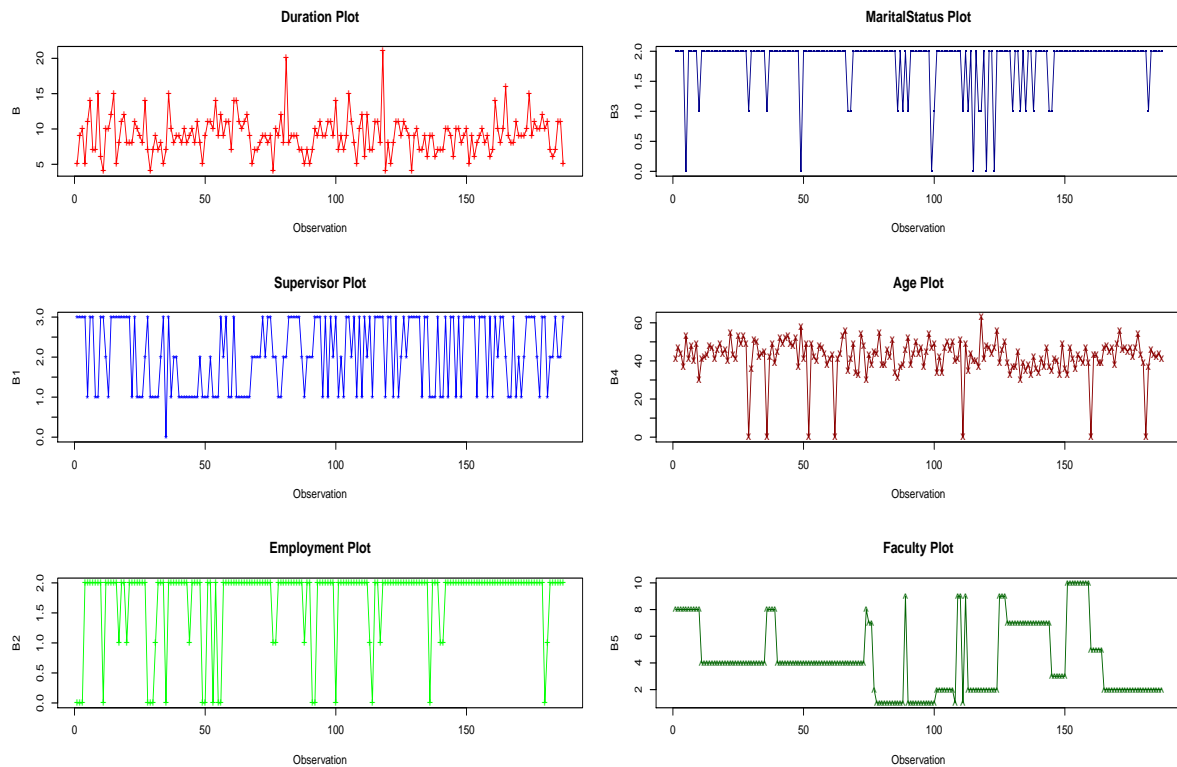 Duration Plot
B
5 10 15 20
0 50 100 150
Observation
MaritalStatus Plot
B3
0.0 0.5 1.0 1.5 2.0
0 50 100 150
Observation
Supervisor Plot
B1
0.0 1.0 2.0 3.0
0 50 100 150
Observation
Age Plot
B4
0 20 40 60
0 50 100 150
Observation
Employment Plot
B2
0.0 0.5 1.0 1.5 2.0
0 50 100 150
Observation
Faculty Plot
B5
2 4 6 8 10
0 50 100 150
Observation